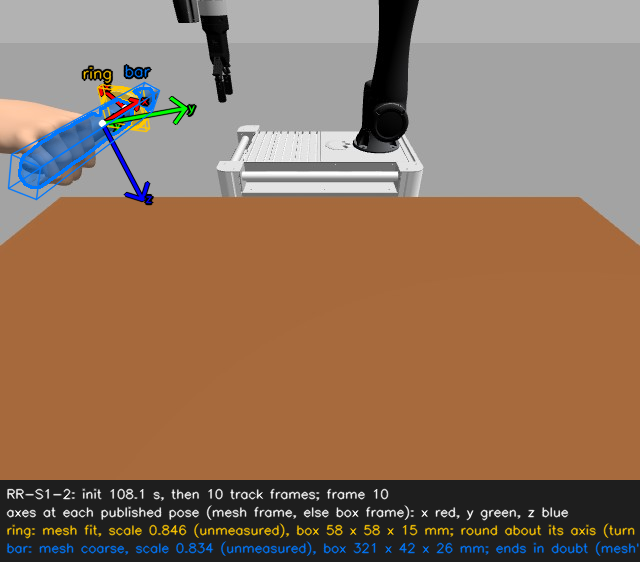 ring bar
x
y
z
RR-S1-2: init 108.1 s, then 10 track frames; frame 10
axes at each published pose (mesh frame, else box frame): x red, y green, z blue
ring: mesh fit, scale 0.846 (unmeasured), box 58 x 58 x 15 mm; round about its axis (turn
bar: mesh coarse, scale 0.834 (unmeasured), box 321 x 42 x 26 mm; ends in doubt (mesh'